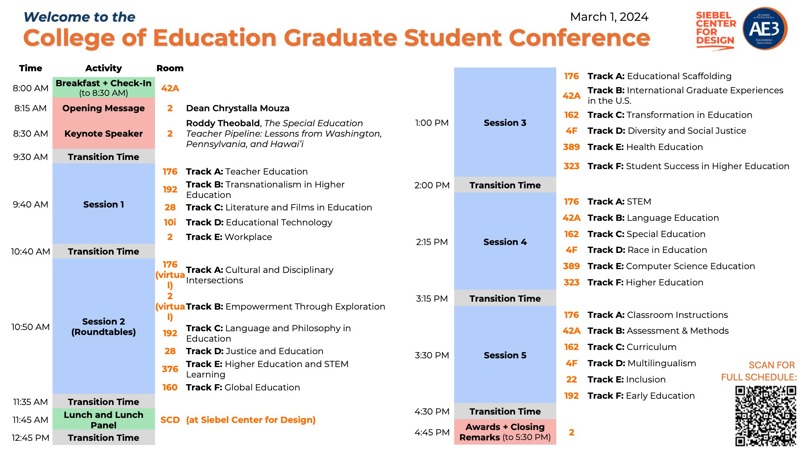 Welcome to the
March 1, 2024
College of Education Graduate Student Conference
SIEBEL
CENTER
FOR
DESIGN
AE3
Time Activity Room
8:00 AM Breakfast + Check-In 42A
(to 8:30 AM)
8:15 AM Opening Message 2 Dean Chrystalla Mouza
8:30 AM Keynote Speaker 2 Roddy Theobald, The Special Education
Teacher Pipeline: Lessons from Washington,
Pennsylvania, and Hawai'i
9:30 AM Transition Time
9:40 AM Session 1
176 Track A: Teacher Education
192 Track B: Transnationalism in Higher
Education
28 Track C: Literature and Films in Education
10i Track D: Educational Technology
2 Track E: Workplace
10:40 AM Transition Time
10:50 AM Session 2
(Roundtables)
176
(virtua
l)
Track A: Cultural and Disciplinary
Intersections
2
(virtua
l)
Track B: Empowerment Through Exploration
192 Track C: Language and Philosophy in
Education
28 Track D: Justice and Education
376 Track E: Higher Education and STEM
Learning
160 Track F: Global Education
11:35 AM Transition Time
11:45 AM Lunch and Lunch
Panel
SCD (at Siebel Center for Design)
12:45 PM Transition Time
1:00 PM Session 3
176 Track A: Educational Scaffolding
42A Track B: International Graduate Experiences
in the U.S.
162 Track C: Transformation in Education
4F Track D: Diversity and Social Justice
389 Track E: Health Education
323 Track F: Student Success in Higher Education
2:00 PM Transition Time
2:15 PM Session 4
176 Track A: STEM
42A Track B: Language Education
162 Track C: Special Education
4F Track D: Race in Education
389 Track E: Computer Science Education
323 Track F: Higher Education
3:15 PM Transition Time
3:30 PM Session 5
176 Track A: Classroom Instructions
42A Track B: Assessment & Methods
162 Track C: Curriculum
4F Track D: Multilingualism
22 Track E: Inclusion
192 Track F: Early Education
4:30 PM Transition Time
4:45 PM Awards + Closing
Remarks (to 5:30 PM)
2
SCAN FOR
FULL SCHEDULE: